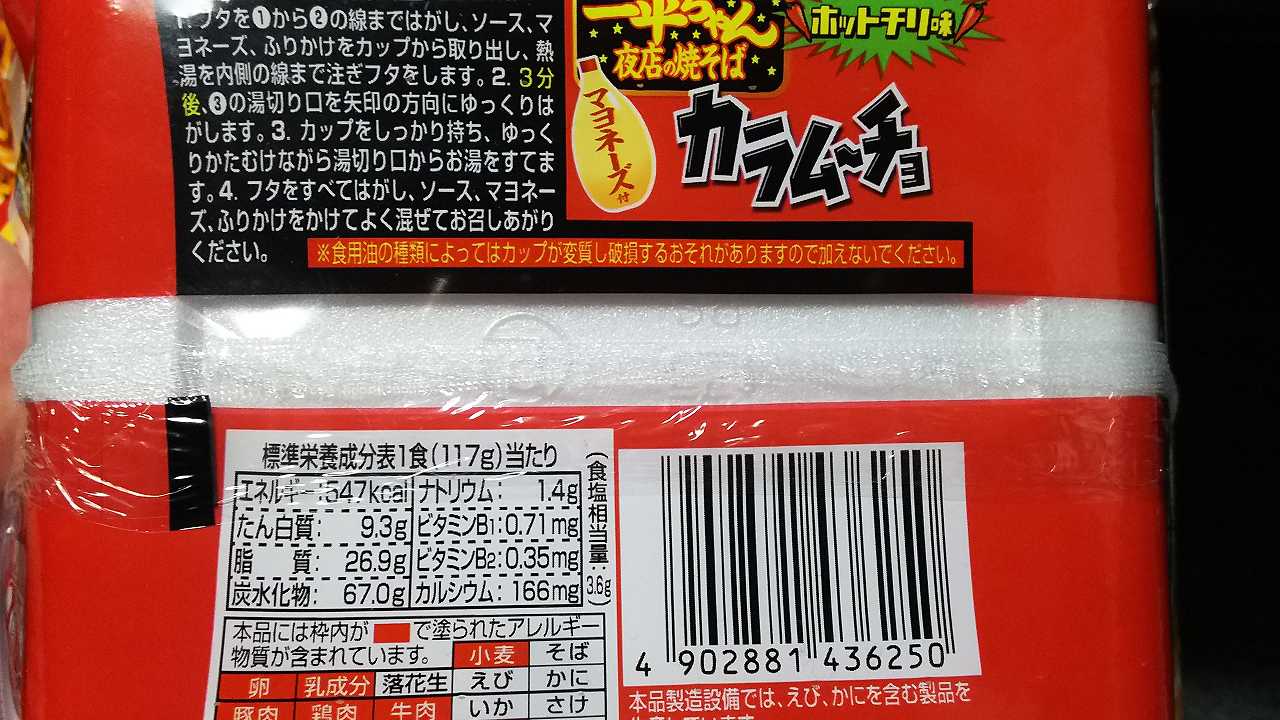 1. フタを❶から❷の線まではがし、ソース、マ
ヨネーズ、ふりかけをカップから取り出し、熱
湯を内側の線まで注ぎフタをします。2. 3分
後、❸の湯切り口を矢印の方向にゆっくりは
がします。3. カップをしっかり持ち、ゆっく
りかたむけながら湯切り口からお湯をすてま
す。4. フタをすべてはがし、ソース、マヨネー
ズ、ふりかけをかけてよく混ぜてお召しあがり
ください。
※食用油の種類によってはカップが変質し破損するおそれがありますので加えないでください。
一平ちゃん
夜店の焼そば
ホットチリ味
マヨネーズ付
カラムーチョ
標準栄養成分表1食(117g)当たり
エネルギー:547kcal ナトリウム: 1.4g
たん白質: 9.3g ビタミンB1:0.71mg
脂 質: 26.9g ビタミンB2:0.35mg
炭水化物: 67.0g カルシウム: 166mg
(食塩相当量:3.6g)
本品には枠内が で塗られたアレルギー
物質が含まれています。 小麦 そば
卵 乳成分 落花生 えび かに
豚肉 鶏肉 牛肉 いか さけ
4 902881 436250
本品製造設備では、えび、かにを含む製品を